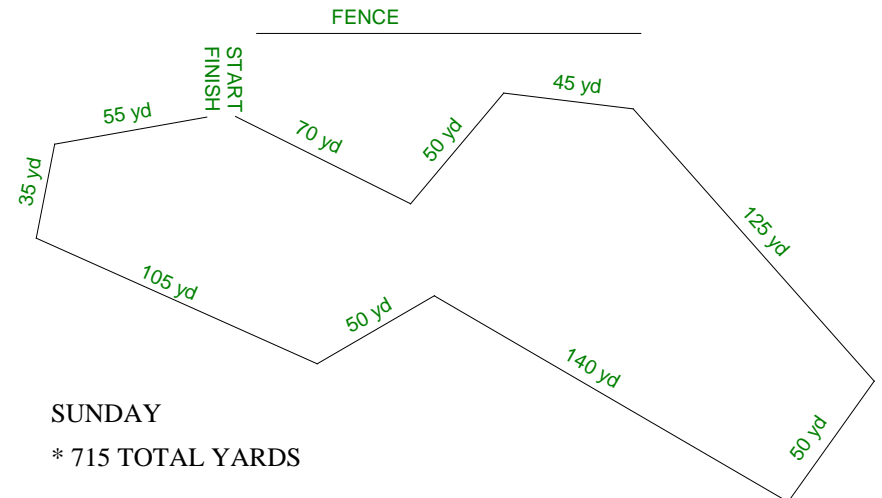 FENCE
START
FINISH
55 yd
70 yd
50 yd
45 yd
35 yd
125 yd
105 yd
50 yd
140 yd
50 yd
SUNDAY
* 715 TOTAL YARDS